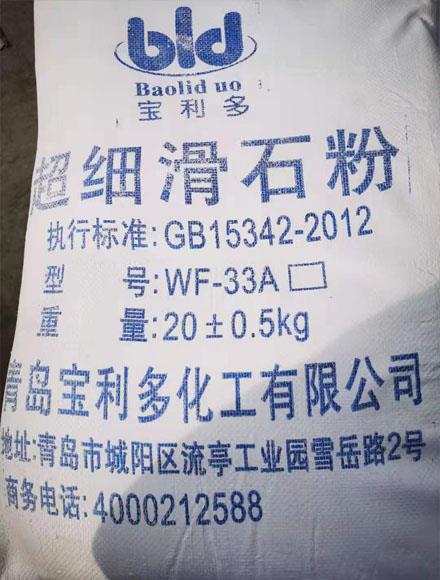 bld
Baolid uo
宝利多
超细滑石粉
执行标准:GB15342-2012
型 号:WF-33A□
重 量:20±0.5kg
青岛宝利多化工有限公司
地址:青岛市城阳区流亭工业园雪岳路2号
商务电话:4000212588